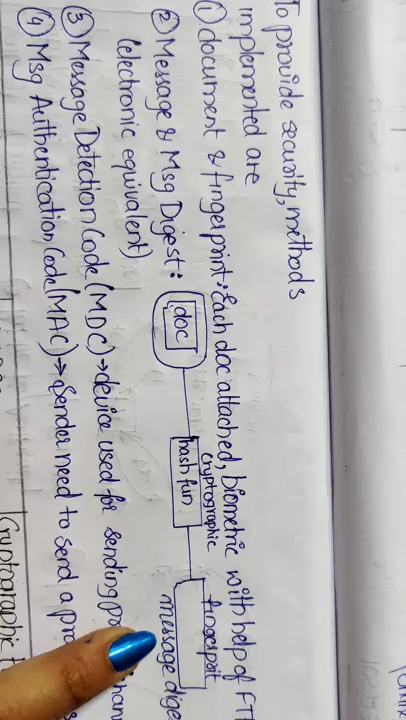 To provide security, methods
implemented are
① document & fingerprint: Each doc attached, biometric with help of FTP
② Message & Msg Digest:
(electronic equivalent)
doc
cryptographic
hash fun
fingerprit
message dige
③ Message Detection Code (MDC) → device used for sending
④ Msg Authentication Code (MAC) → Sender need to send a
Cryptographic